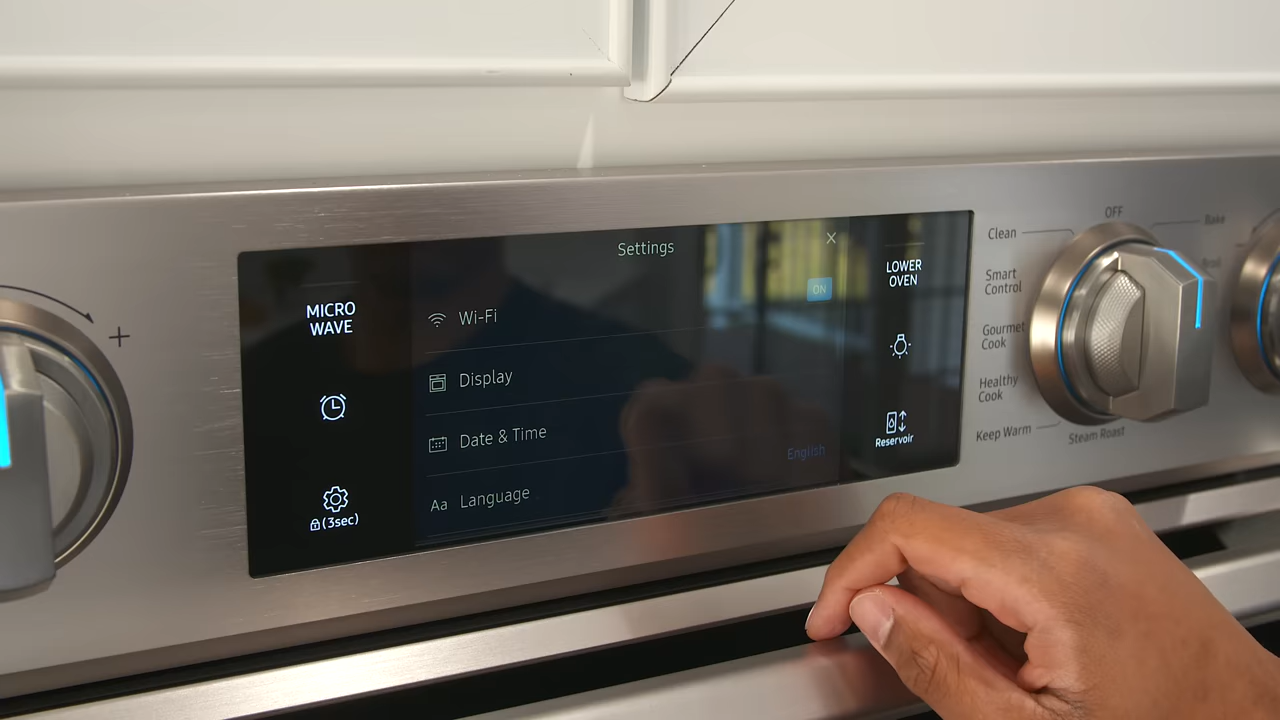 Settings
×
MICRO
WAVE
(3sec)
ON
Wi-Fi
Display
Date & Time
English
Aa Language
LOWER
OVEN
Reservoir
+
OFF
Clean
Bake
Smart
Control
Broil
Gourmet
Cook
Healthy
Cook
Keep Warm
Steam Roast